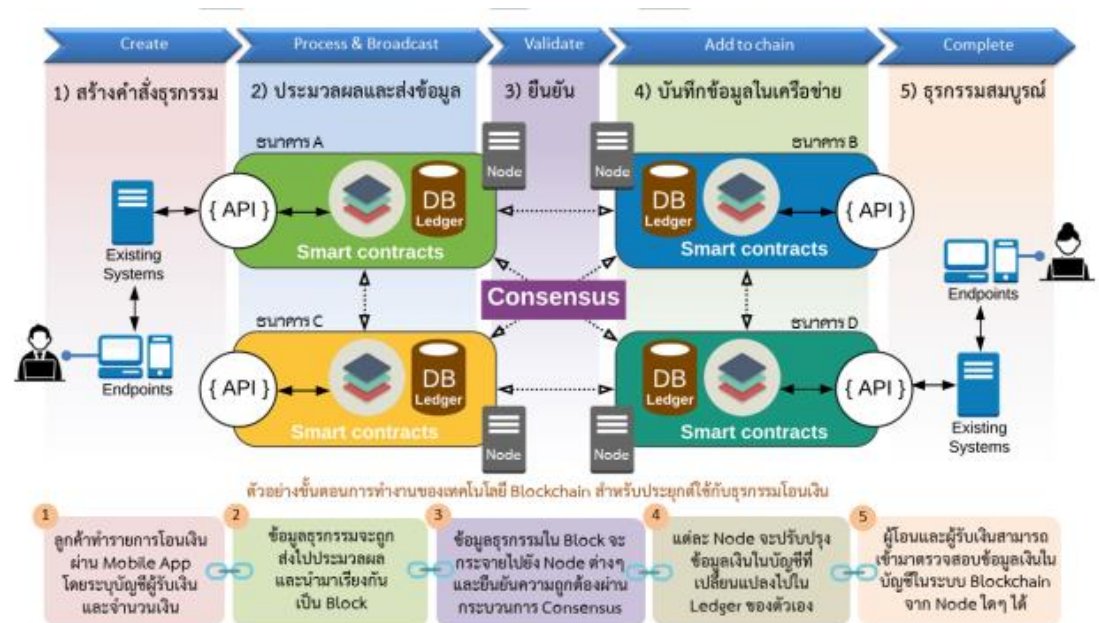 Create
Process & Broadcast
Validate
Add to chain
Complete
1) สร้างคำสั่งธุรกรรม
2) ประมวลผลและส่งข้อมูล
3) ยืนยัน
4) บันทึกข้อมูลในเครือข่าย
5) ธุรกรรมสมบูรณ์
ธนาคาร A
ธนาคาร B
Node
Node
{ API }
DB
Ledger
Smart contracts
DB
Ledger
Smart contracts
{ API }
Existing
Systems
Consensus
Endpoints
ธนาคาร C
ธนาคาร D
Endpoints
{ API }
DB
Ledger
Smart contracts
Node
DB
Ledger
Smart contracts
Node
{ API }
Existing
Systems
ตัวอย่างขั้นตอนการทำงานของเทคโนโลยี Blockchain สำหรับประยุกต์ใช้กับธุรกรรมโอนเงิน
1
ลูกค้าทำรายการโอนเงิน
ผ่าน Mobile App
โดยระบุบัญชีผู้รับเงิน
และจำนวนเงิน
2
ข้อมูลธุรกรรมจะถูก
ส่งไปประมวลผล
และนำมาเรียงกัน
เป็น Block
3
ข้อมูลธุรกรรมใน Block จะ
กระจายไปยัง Node ต่างๆ
และยืนยันความถูกต้องผ่าน
กระบวนการ Consensus
4
แต่ละ Node จะปรับปรุง
ข้อมูลเงินในบัญชีที่
เปลี่ยนแปลงไปใน
Ledger ของตัวเอง
5
ผู้โอนและผู้รับเงินสามารถ
เข้ามาตรวจสอบข้อมูลเงินใน
บัญชีในระบบ Blockchain
จาก Node ใดๆ ได้